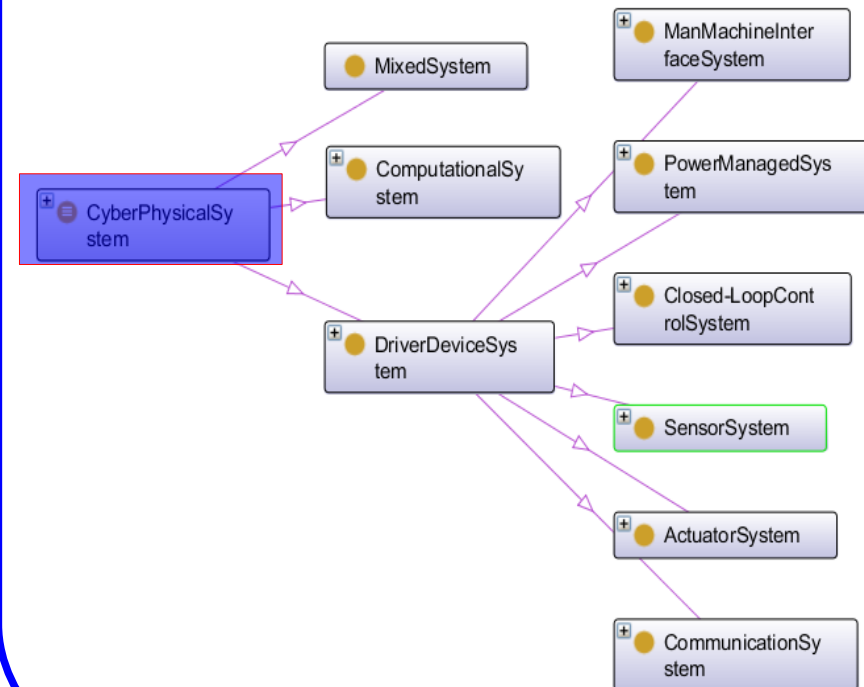 ManMachineInter
faceSystem
MixedSystem
ComputationalSy
stem
PowerManagedSys
tem
CyberPhysicalSy
stem
Closed-LoopCont
rolSystem
DriverDeviceSys
tem
SensorSystem
ActuatorSystem
CommunicationSy
stem